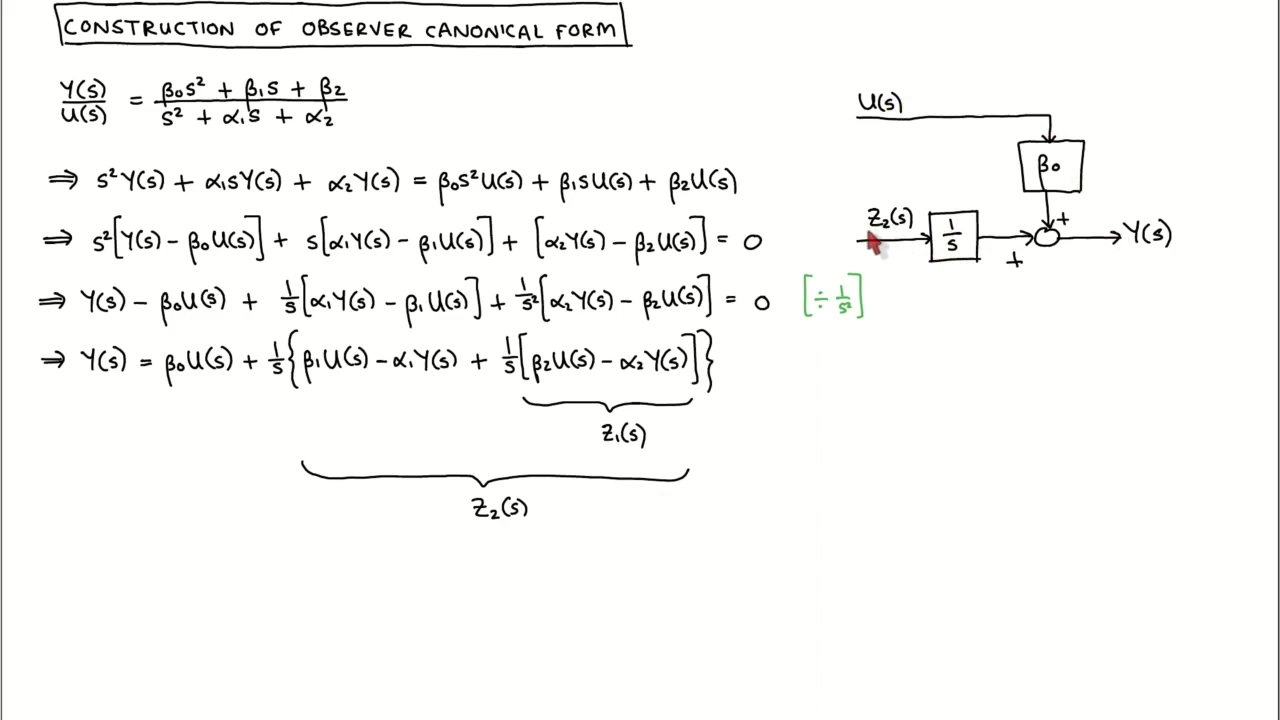 CONSTRUCTION OF OBSERVER CANONICAL FORM
Y(s)/U(s) = (β₀s² + β₁s + β₂)/(s² + α₁s + α₂)
⇒ s²Y(s) + α₁sY(s) + α₂Y(s) = β₀s²U(s) + β₁sU(s) + β₂U(s)
⇒ s²[Y(s) − β₀U(s)] + s[α₁Y(s) − β₁U(s)] + [α₂Y(s) − β₂U(s)] = 0
⇒ Y(s) − β₀U(s) + 1/s[α₁Y(s) − β₁U(s)] + 1/s²[α₂Y(s) − β₂U(s)] = 0 [÷ 1/s²]
⇒ Y(s) = β₀U(s) + 1/s{β₁U(s) − α₁Y(s) + 1/s[β₂U(s) − α₂Y(s)]}
Z₁(s)
Z₂(s)
U(s)
β₀
Z₂(s)
1/s
+
+
Y(s)